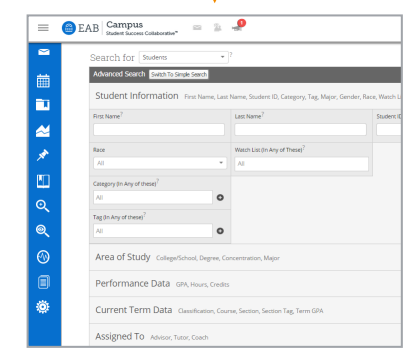 EAB Campus
Student Success Collaborative™
Search for Students ?
Advanced Search Switch To Simple Search
Student Information First Name, Last Name, Student ID, Category, Tag, Major, Gender, Race, Watch L
First Name? Last Name? Student ID
Race Watch List (In Any of These)?
All All
Category (In Any of these)?
All
Tag (In Any of these)?
All
Area of Study College/School, Degree, Concentration, Major
Performance Data GPA, Hours, Credits
Current Term Data Classification, Course, Section, Section Tag, Term GPA
Assigned To Advisor, Tutor, Coach